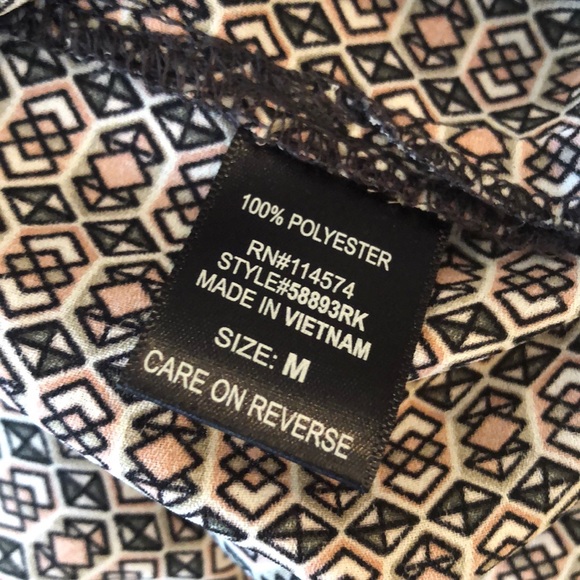 100% POLYESTER
RN#114574
STYLE#58893RK
MADE IN VIETNAM
SIZE: M
CARE ON REVERSE